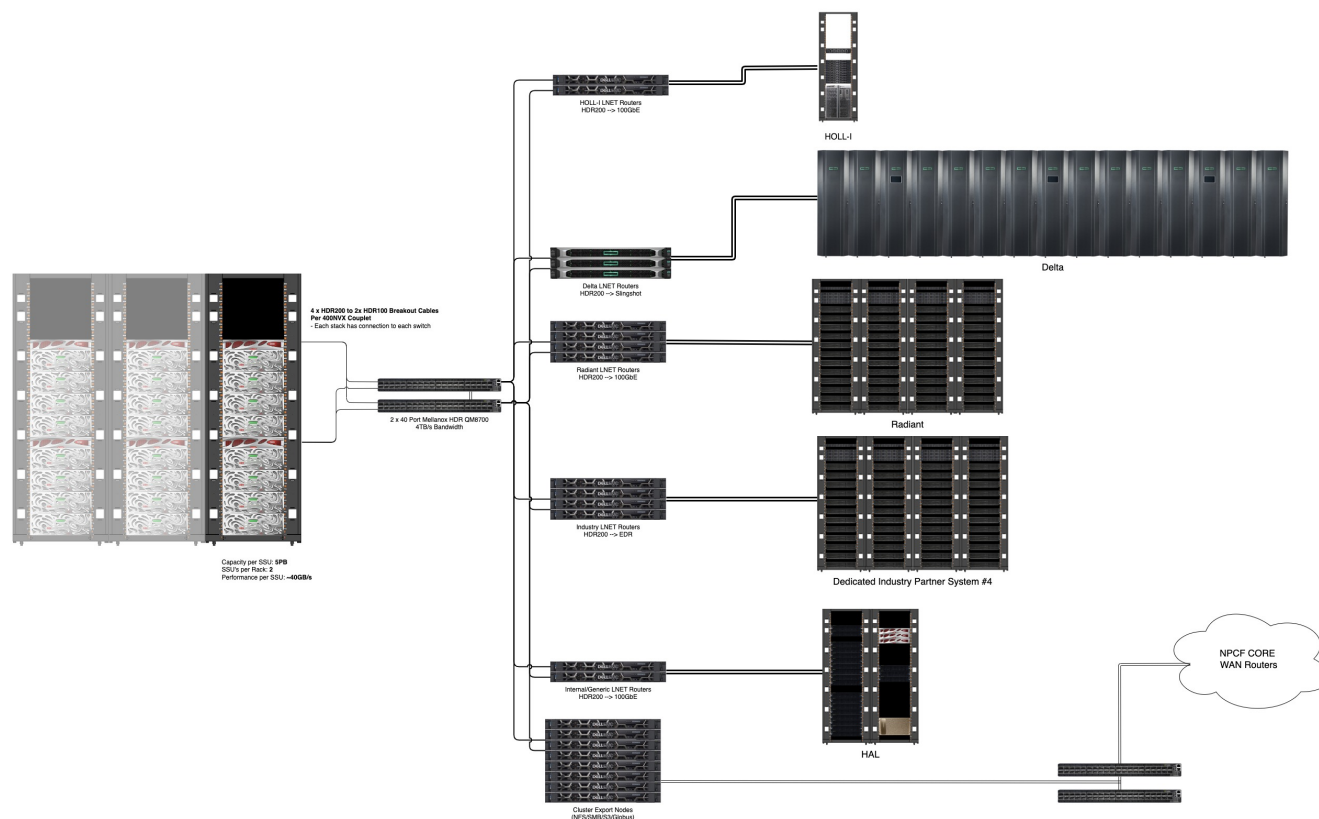 HOLL-I LNET Routers
HDR200 --> 100GbE
HOLL-I
Delta
Delta LNET Routers
HDR200 --> Slingshot
4 x HDR200 to 2x HDR100 Breakout Cables
Per 400NVX Couplet
- Each stack has connection to each switch
Radiant LNET Routers
HDR200 --> 100GbE
2 x 40 Port Mellanox HDR QM8700
4TB/s Bandwidth
Radiant
Industry LNET Routers
HDR200 --> EDR
Capacity per SSU: 5PB
SSU's per Rack: 2
Performance per SSU: ~40GB/s
Dedicated Industry Partner System #4
NPCF CORE
WAN Routers
Internal/Generic LNET Routers
HDR200 --> 100GbE
HAL
Cluster Export Nodes
(NFS/SMB/S3/Globus)